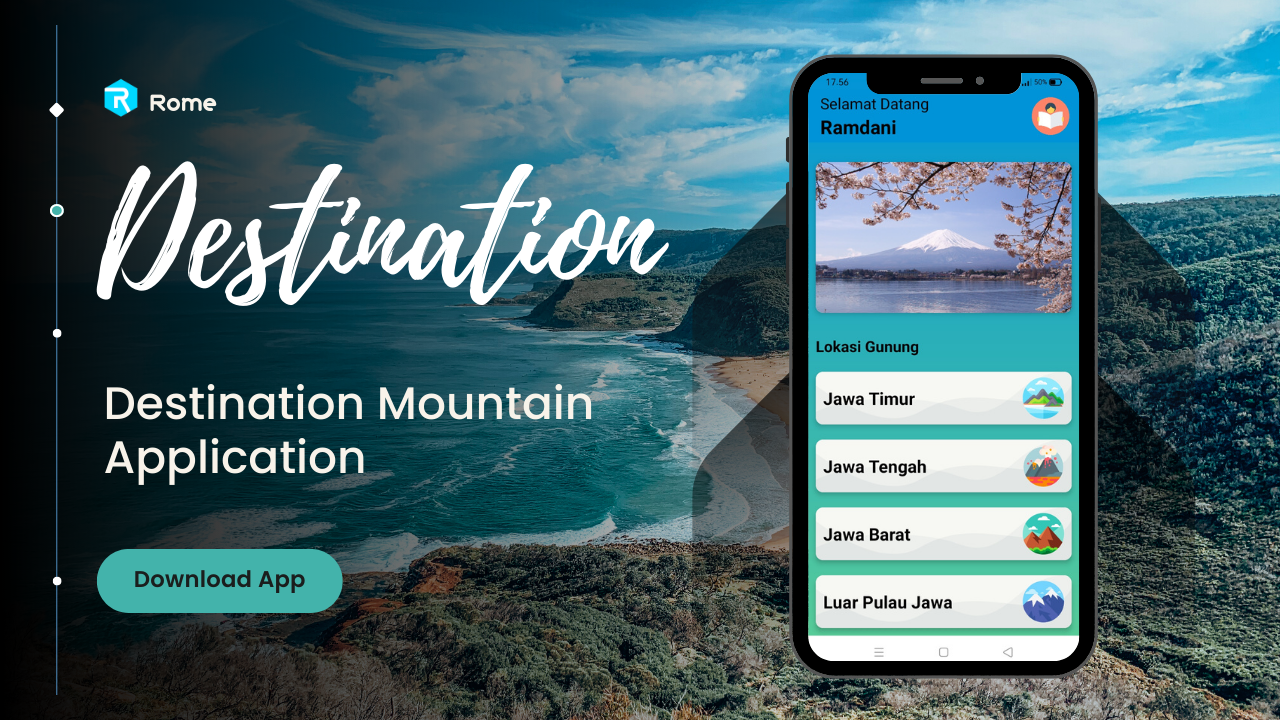 Rome
Destination
Destination Mountain
Application
Download App
17.56
50%
Selamat Datang
Ramdani
Lokasi Gunung
Jawa Timur
Jawa Tengah
Jawa Barat
Luar Pulau Jawa